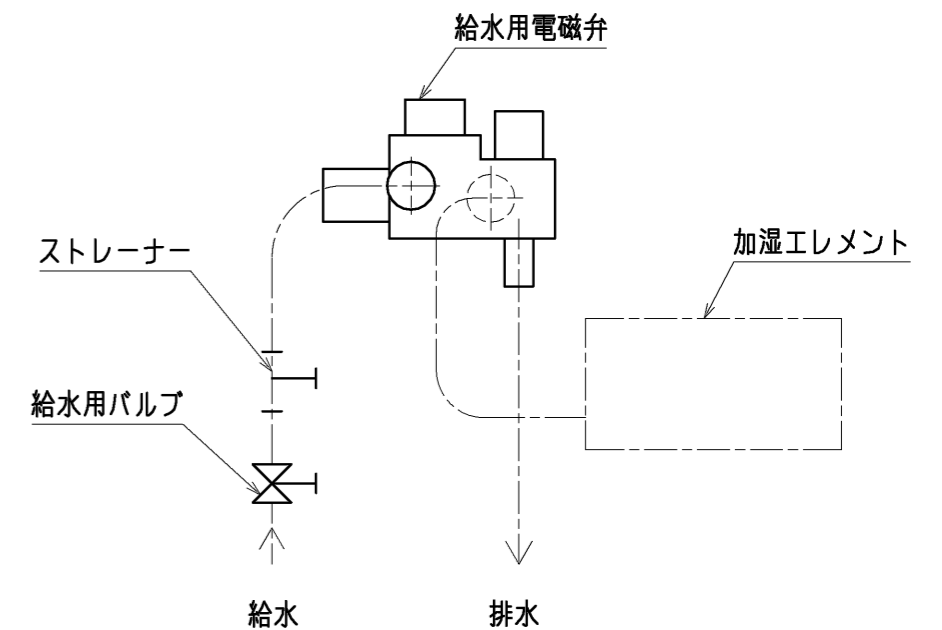 給水用電磁弁
ストレーナー
加湿エレメント
給水用バルブ
給水
排水